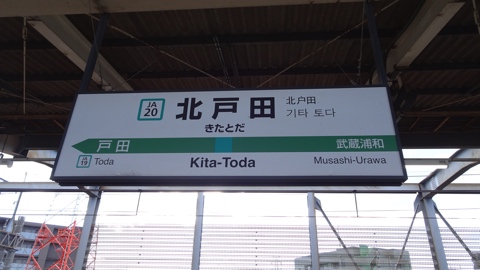 JA
20
北戸田
きたとだ
北户田
기타 토다
戸田
武蔵浦和
JA
19
Toda
Kita-Toda
Musashi-Urawa